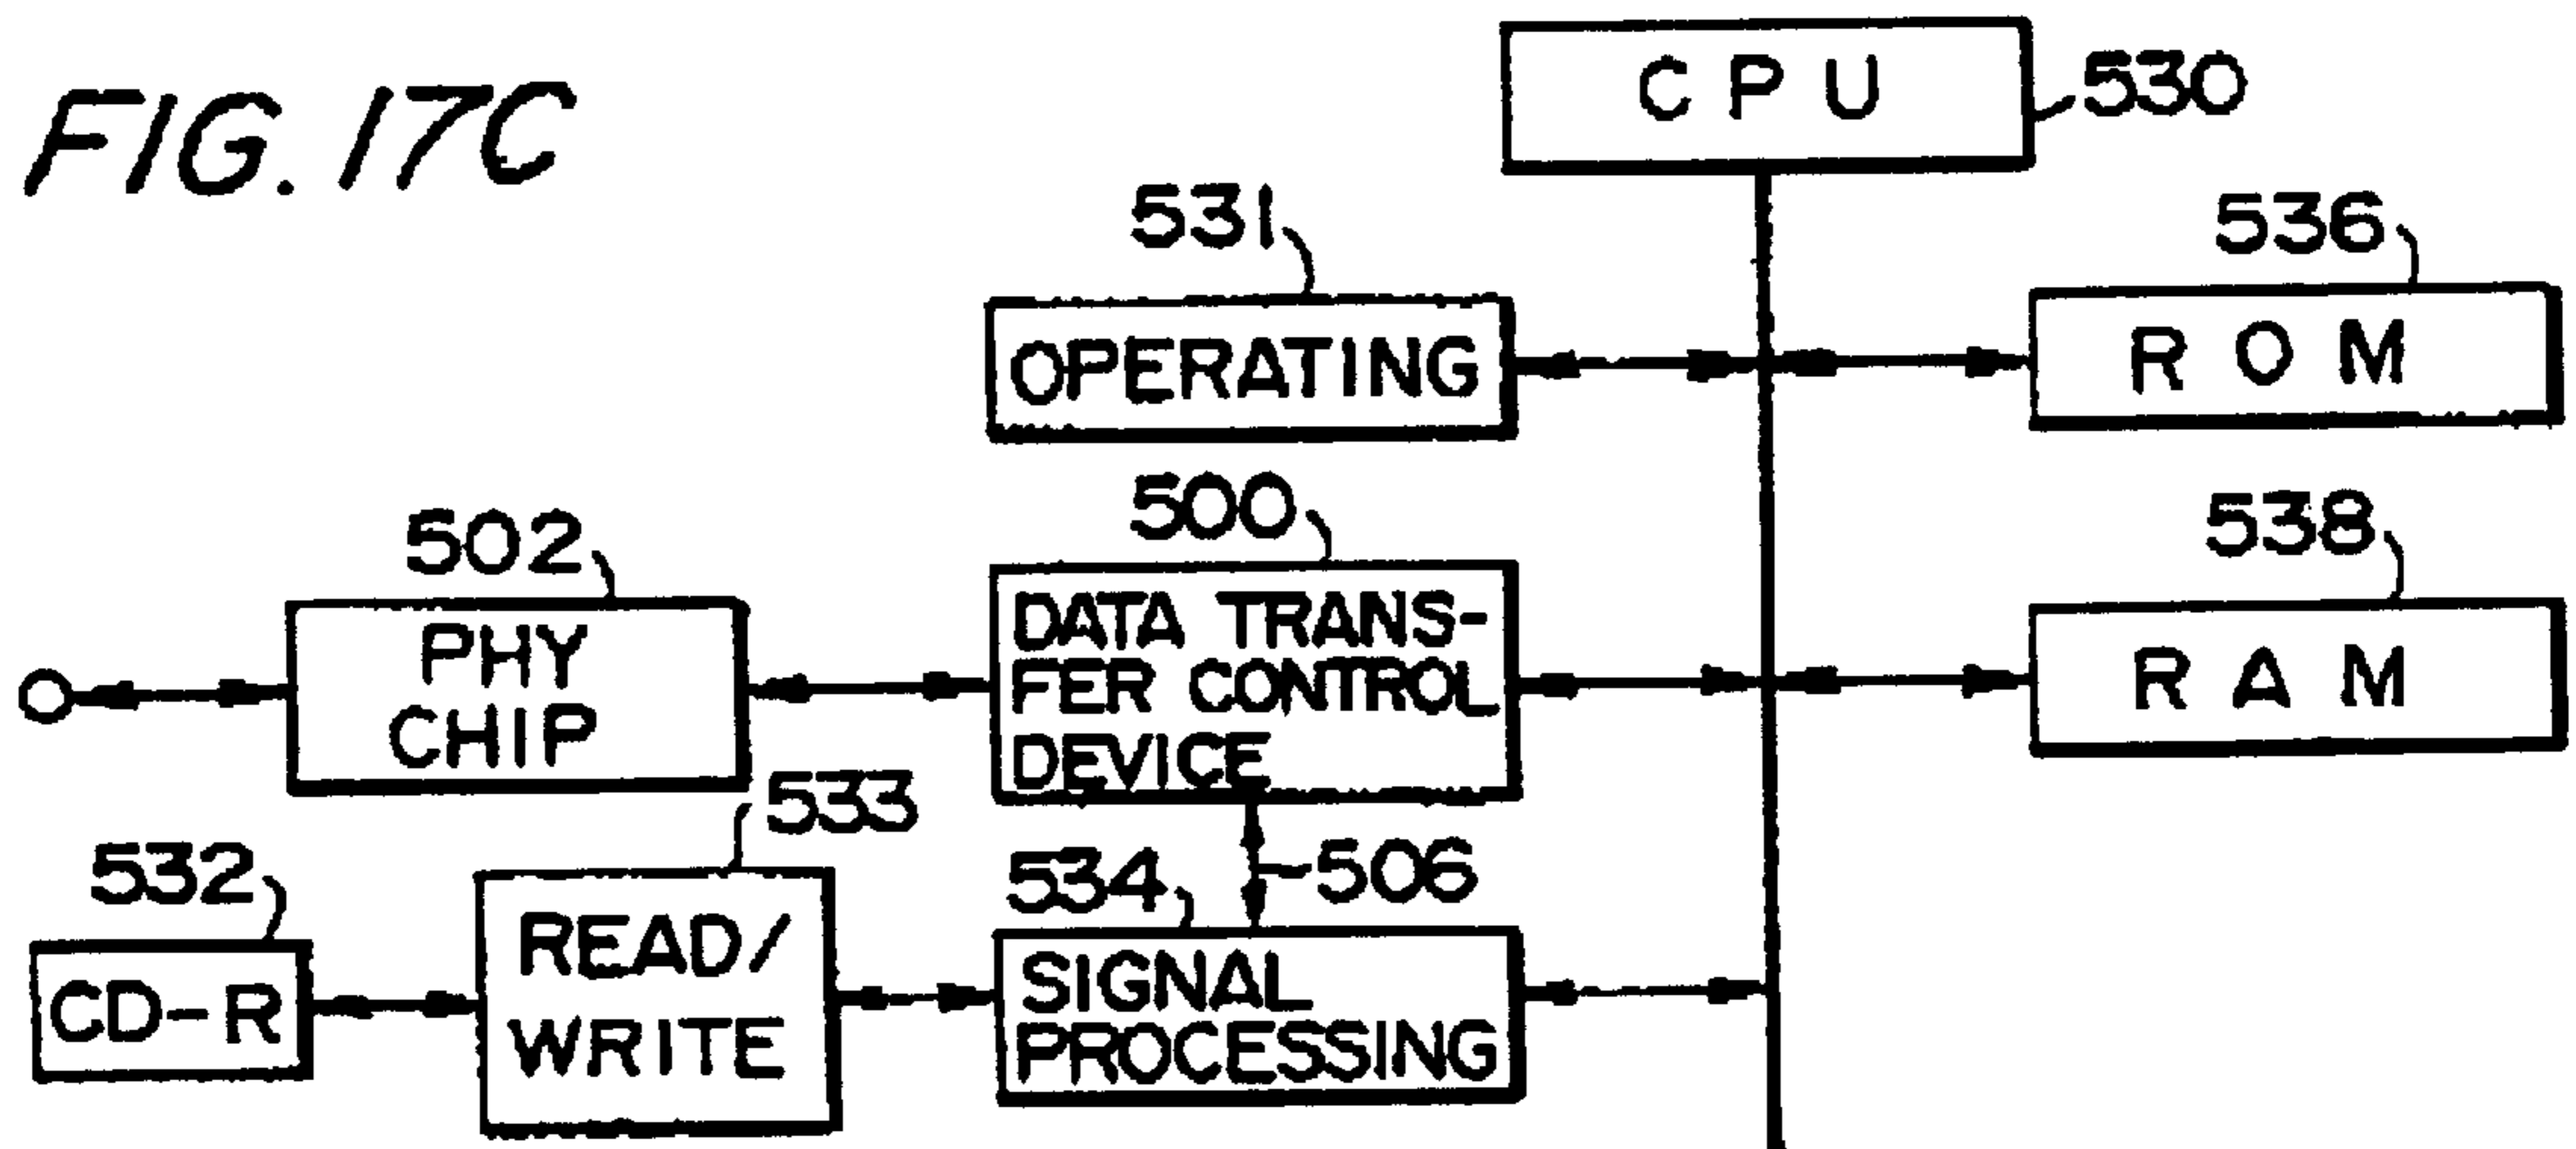 FIG. 17C
CPU
530
531
536
OPERATING
ROM
500
502
538
DATA TRANS-
FER CONTROL
DEVICE
PHY
CHIP
RAM
533
532
534
506
READ/
WRITE
CD-R
SIGNAL
PROCESSING